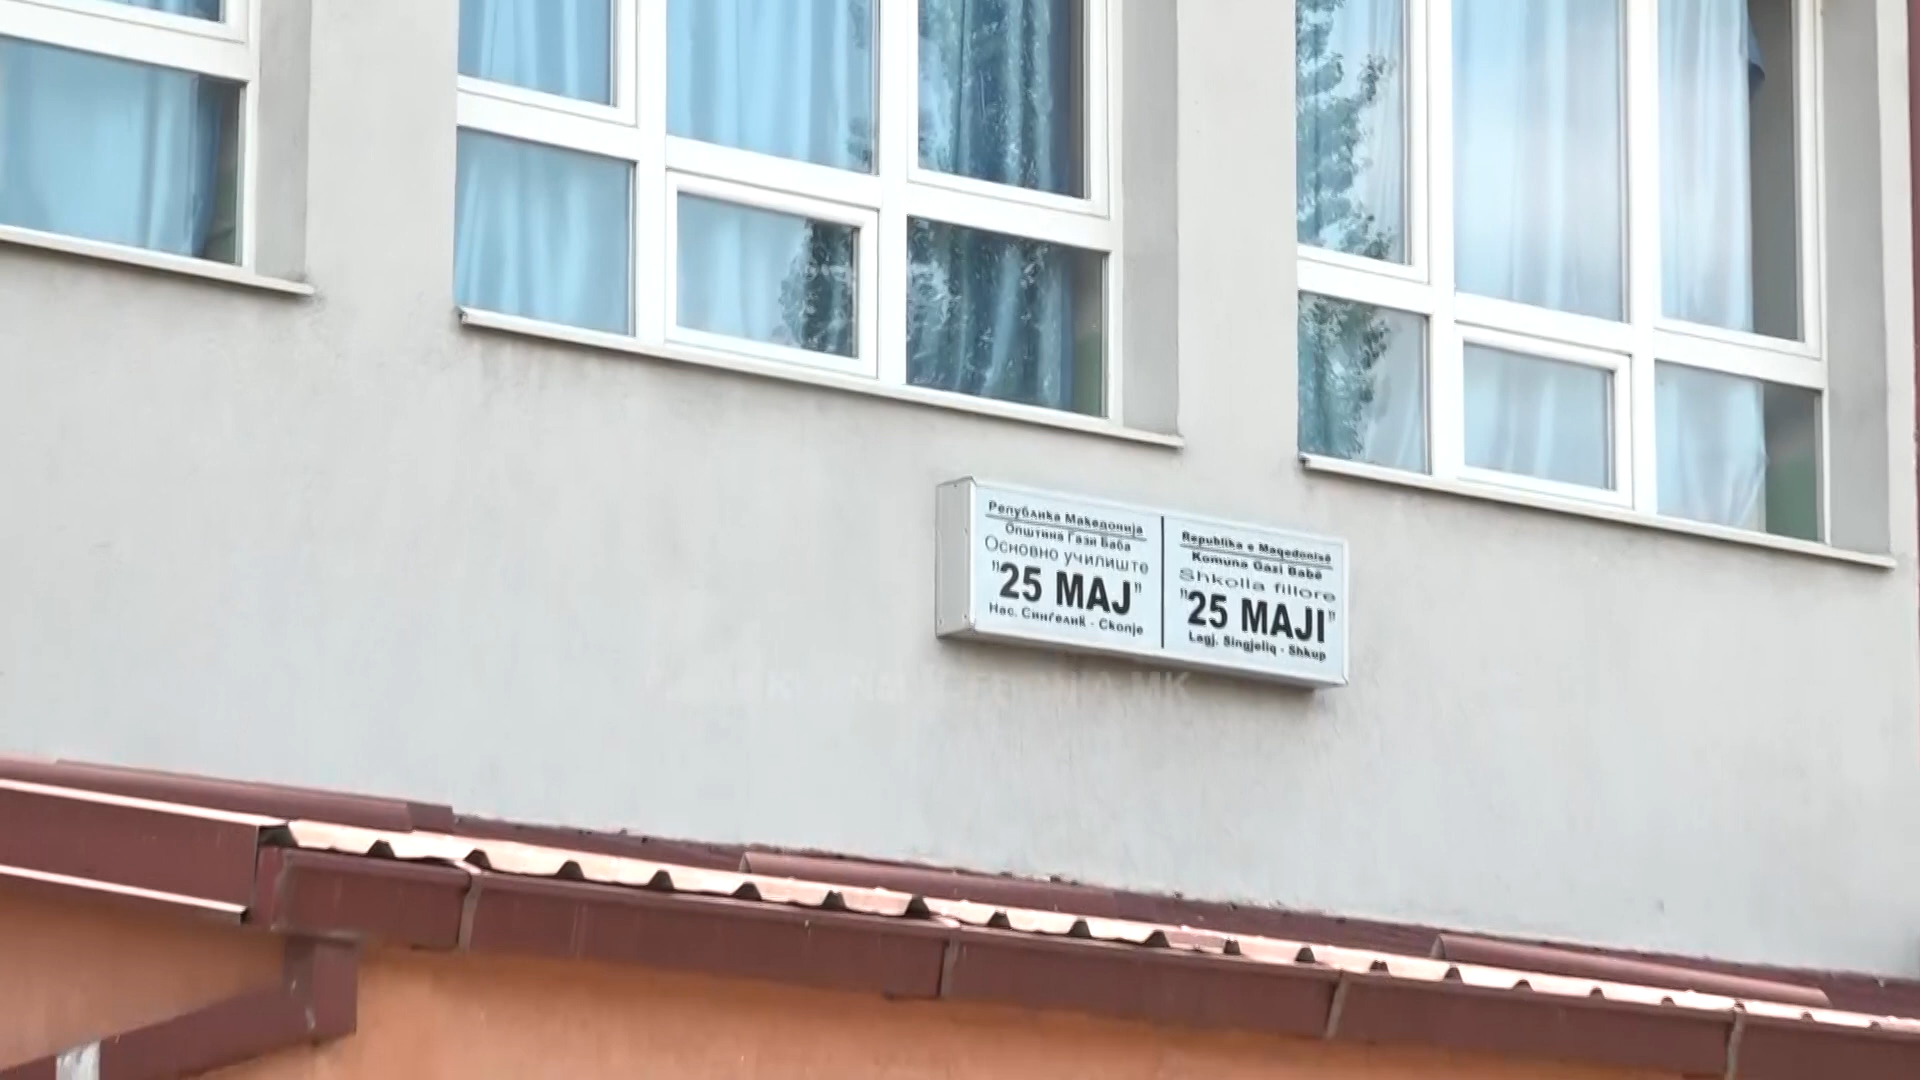 Република Македонија
Општина Гази Баба
Основно училиште
"25 МАЈ"
Нас. Синѓелиќ - Скопје
Republika e Maqedonisë
Komuna Gazi Babë
Shkolla fillore
"25 MAJI"
Lagj. Singjeliq - Shkup